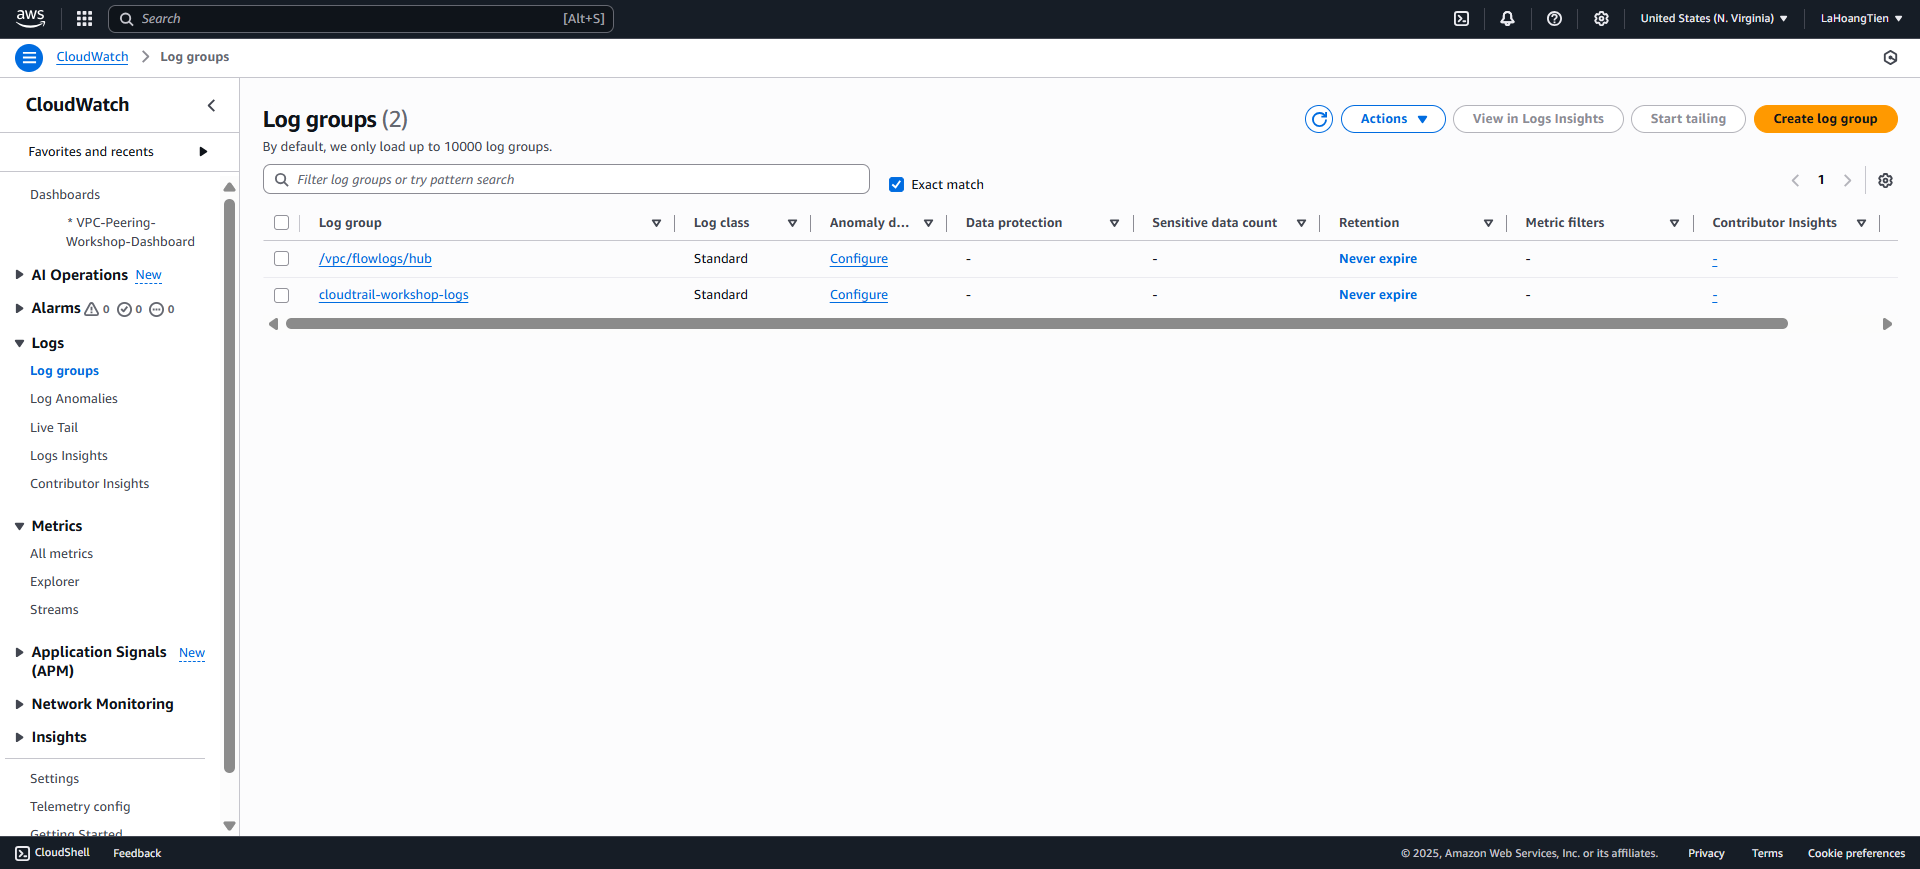 aws
Search
[Alt+S]
United States (N. Virginia)
LaHoangTien
CloudWatch
Log groups
CloudWatch
Favorites and recents
Dashboards
* VPC-Peering-
Workshop-Dashboard
AI Operations New
Alarms 0 0 0
Logs
Log groups
Log Anomalies
Live Tail
Logs Insights
Contributor Insights
Metrics
All metrics
Explorer
Streams
Application Signals New
(APM)
Network Monitoring
Insights
Settings
Telemetry config
Getting Started
Log groups (2)
By default, we only load up to 10000 log groups.
Actions
View in Logs Insights
Start tailing
Create log group
Filter log groups or try pattern search
Exact match
1
Log group Log class Anomaly d... Data protection Sensitive data count Retention Metric filters Contributor Insights
/vpc/flowlogs/hub Standard Configure - - Never expire - -
cloudtrail-workshop-logs Standard Configure - - Never expire - -
CloudShell
Feedback
© 2025, Amazon Web Services, Inc. or its affiliates.
Privacy
Terms
Cookie preferences